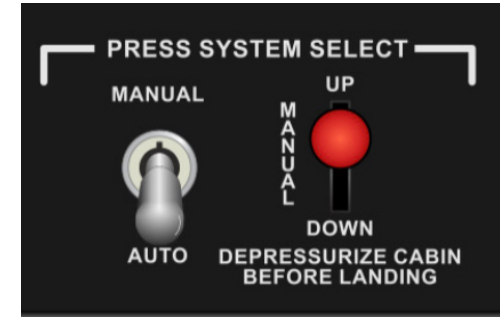 PRESS SYSTEM SELECT
MANUAL
AUTO
UP
MANUAL
DOWN
DEPRESSURIZE CABIN
BEFORE LANDING